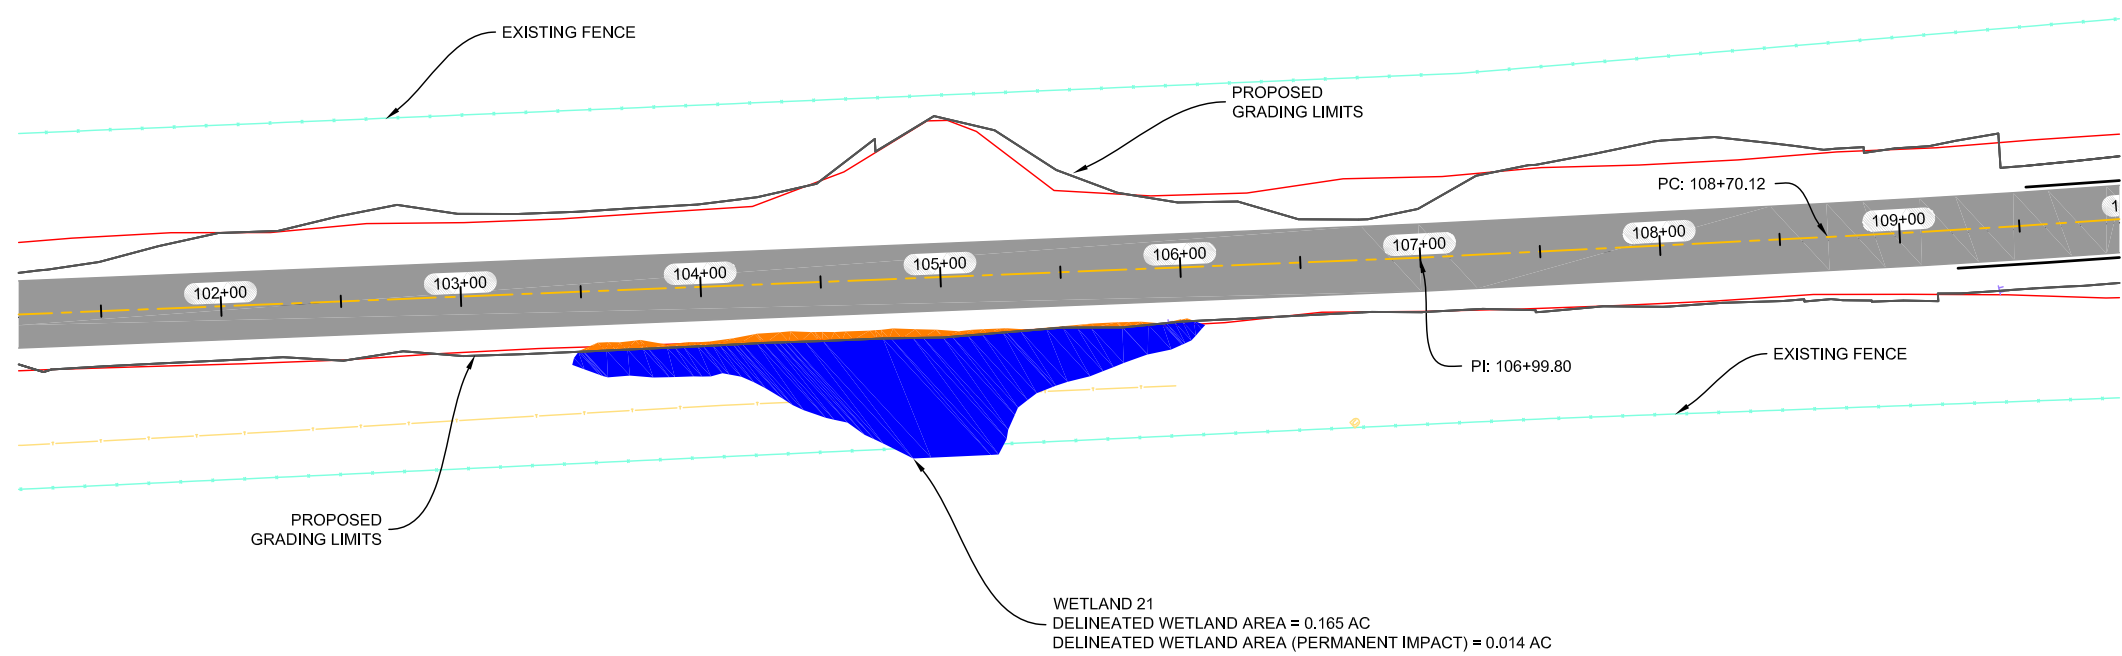 EXISTING FENCE
PROPOSED
GRADING LIMITS
PC: 108+70.12
102+00
103+00
104+00
105+00
106+00
107+00
108+00
109+00
1
PI: 106+99.80
EXISTING FENCE
PROPOSED
GRADING LIMITS
WETLAND 21
DELINEATED WETLAND AREA = 0.165 AC
DELINEATED WETLAND AREA (PERMANENT IMPACT) = 0.014 AC